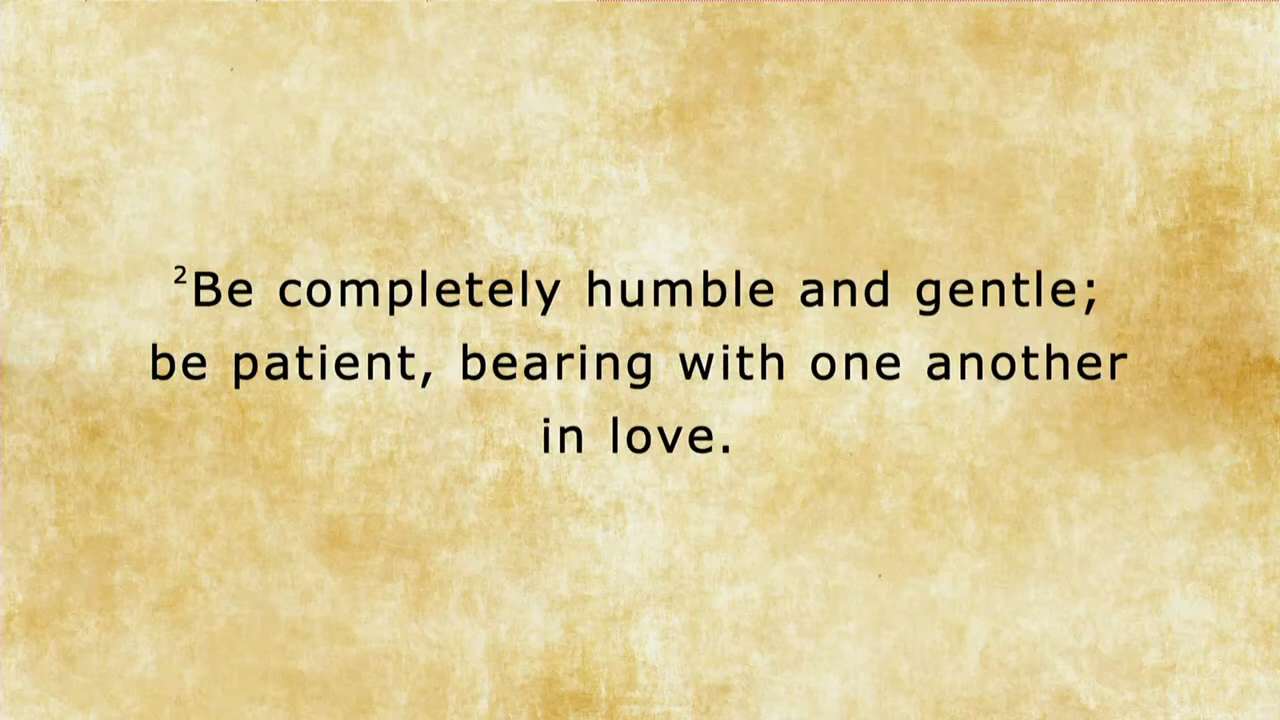 ²Be completely humble and gentle;
be patient, bearing with one another
in love.